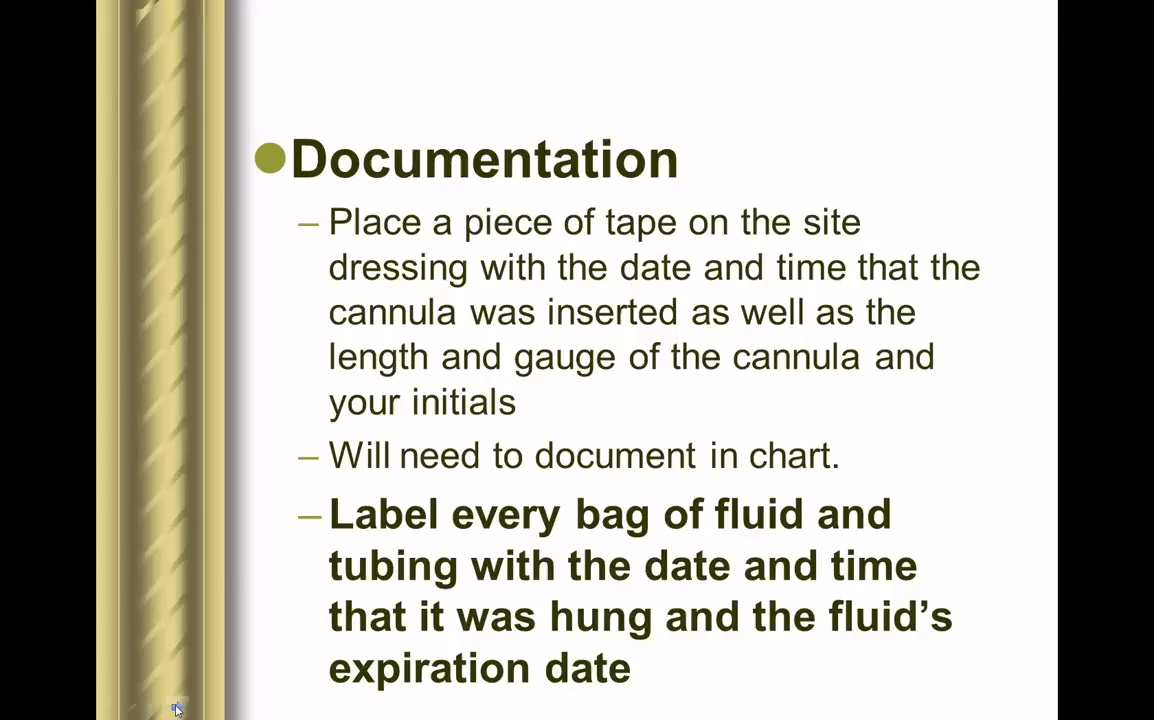 Documentation
– Place a piece of tape on the site
dressing with the date and time that the
cannula was inserted as well as the
length and gauge of the cannula and
your initials
– Will need to document in chart.
– Label every bag of fluid and
tubing with the date and time
that it was hung and the fluid’s
expiration date